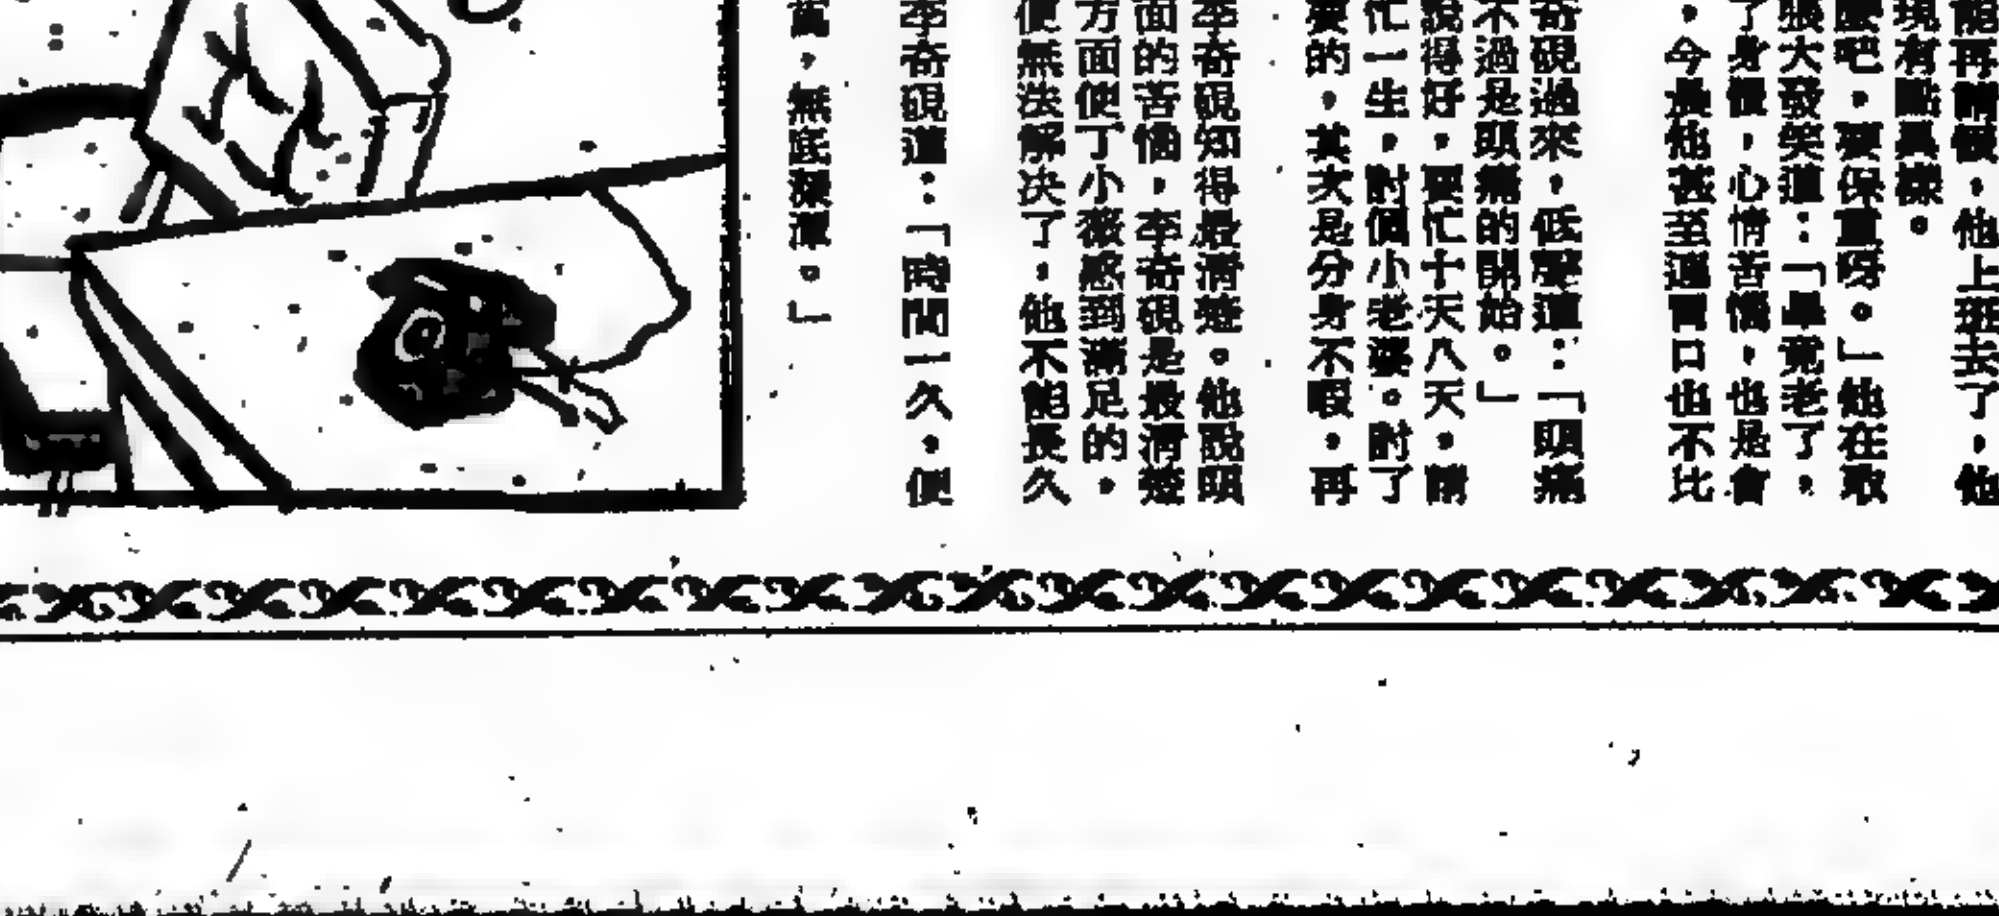 能再請假,他上班去了,他
現有點異樣。
麼吧,要保重呀。」他在取
張大發笑道:「畢竟老了,
了身體,心情苦惱,也是會
,今晨他甚至連胃口也不比
奇硯過來,低聲道:「頭痛
不過是頭痛的開始。」
說得好,要忙十天八天,請
忙一生,討個小老婆。討了
要的,其次是分身不暇,再
李奇硯知得最清楚。他說頭
面的苦惱,李奇硯是最清楚
方面使丁小薇感到滿足的,
便無法解決了,他不能長久
李奇硯道:「時間一久,便
萬,無底深潭。」